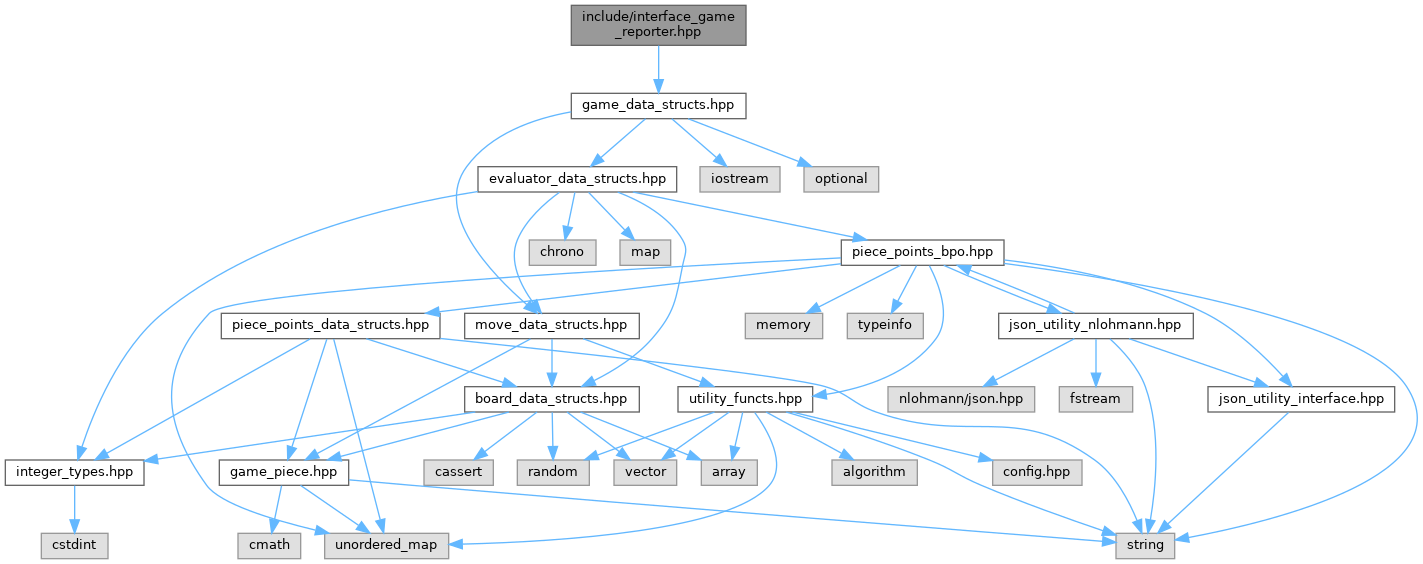 include/interface_game
_reporter.hpp
game_data_structs.hpp
evaluator_data_structs.hpp
iostream
optional
chrono
map
piece_points_bpo.hpp
piece_points_data_structs.hpp
move_data_structs.hpp
memory
typeinfo
json_utility_nlohmann.hpp
board_data_structs.hpp
utility_functs.hpp
nlohmann/json.hpp
fstream
json_utility_interface.hpp
integer_types.hpp
game_piece.hpp
cassert
random
vector
array
algorithm
config.hpp
cstdint
cmath
unordered_map
string